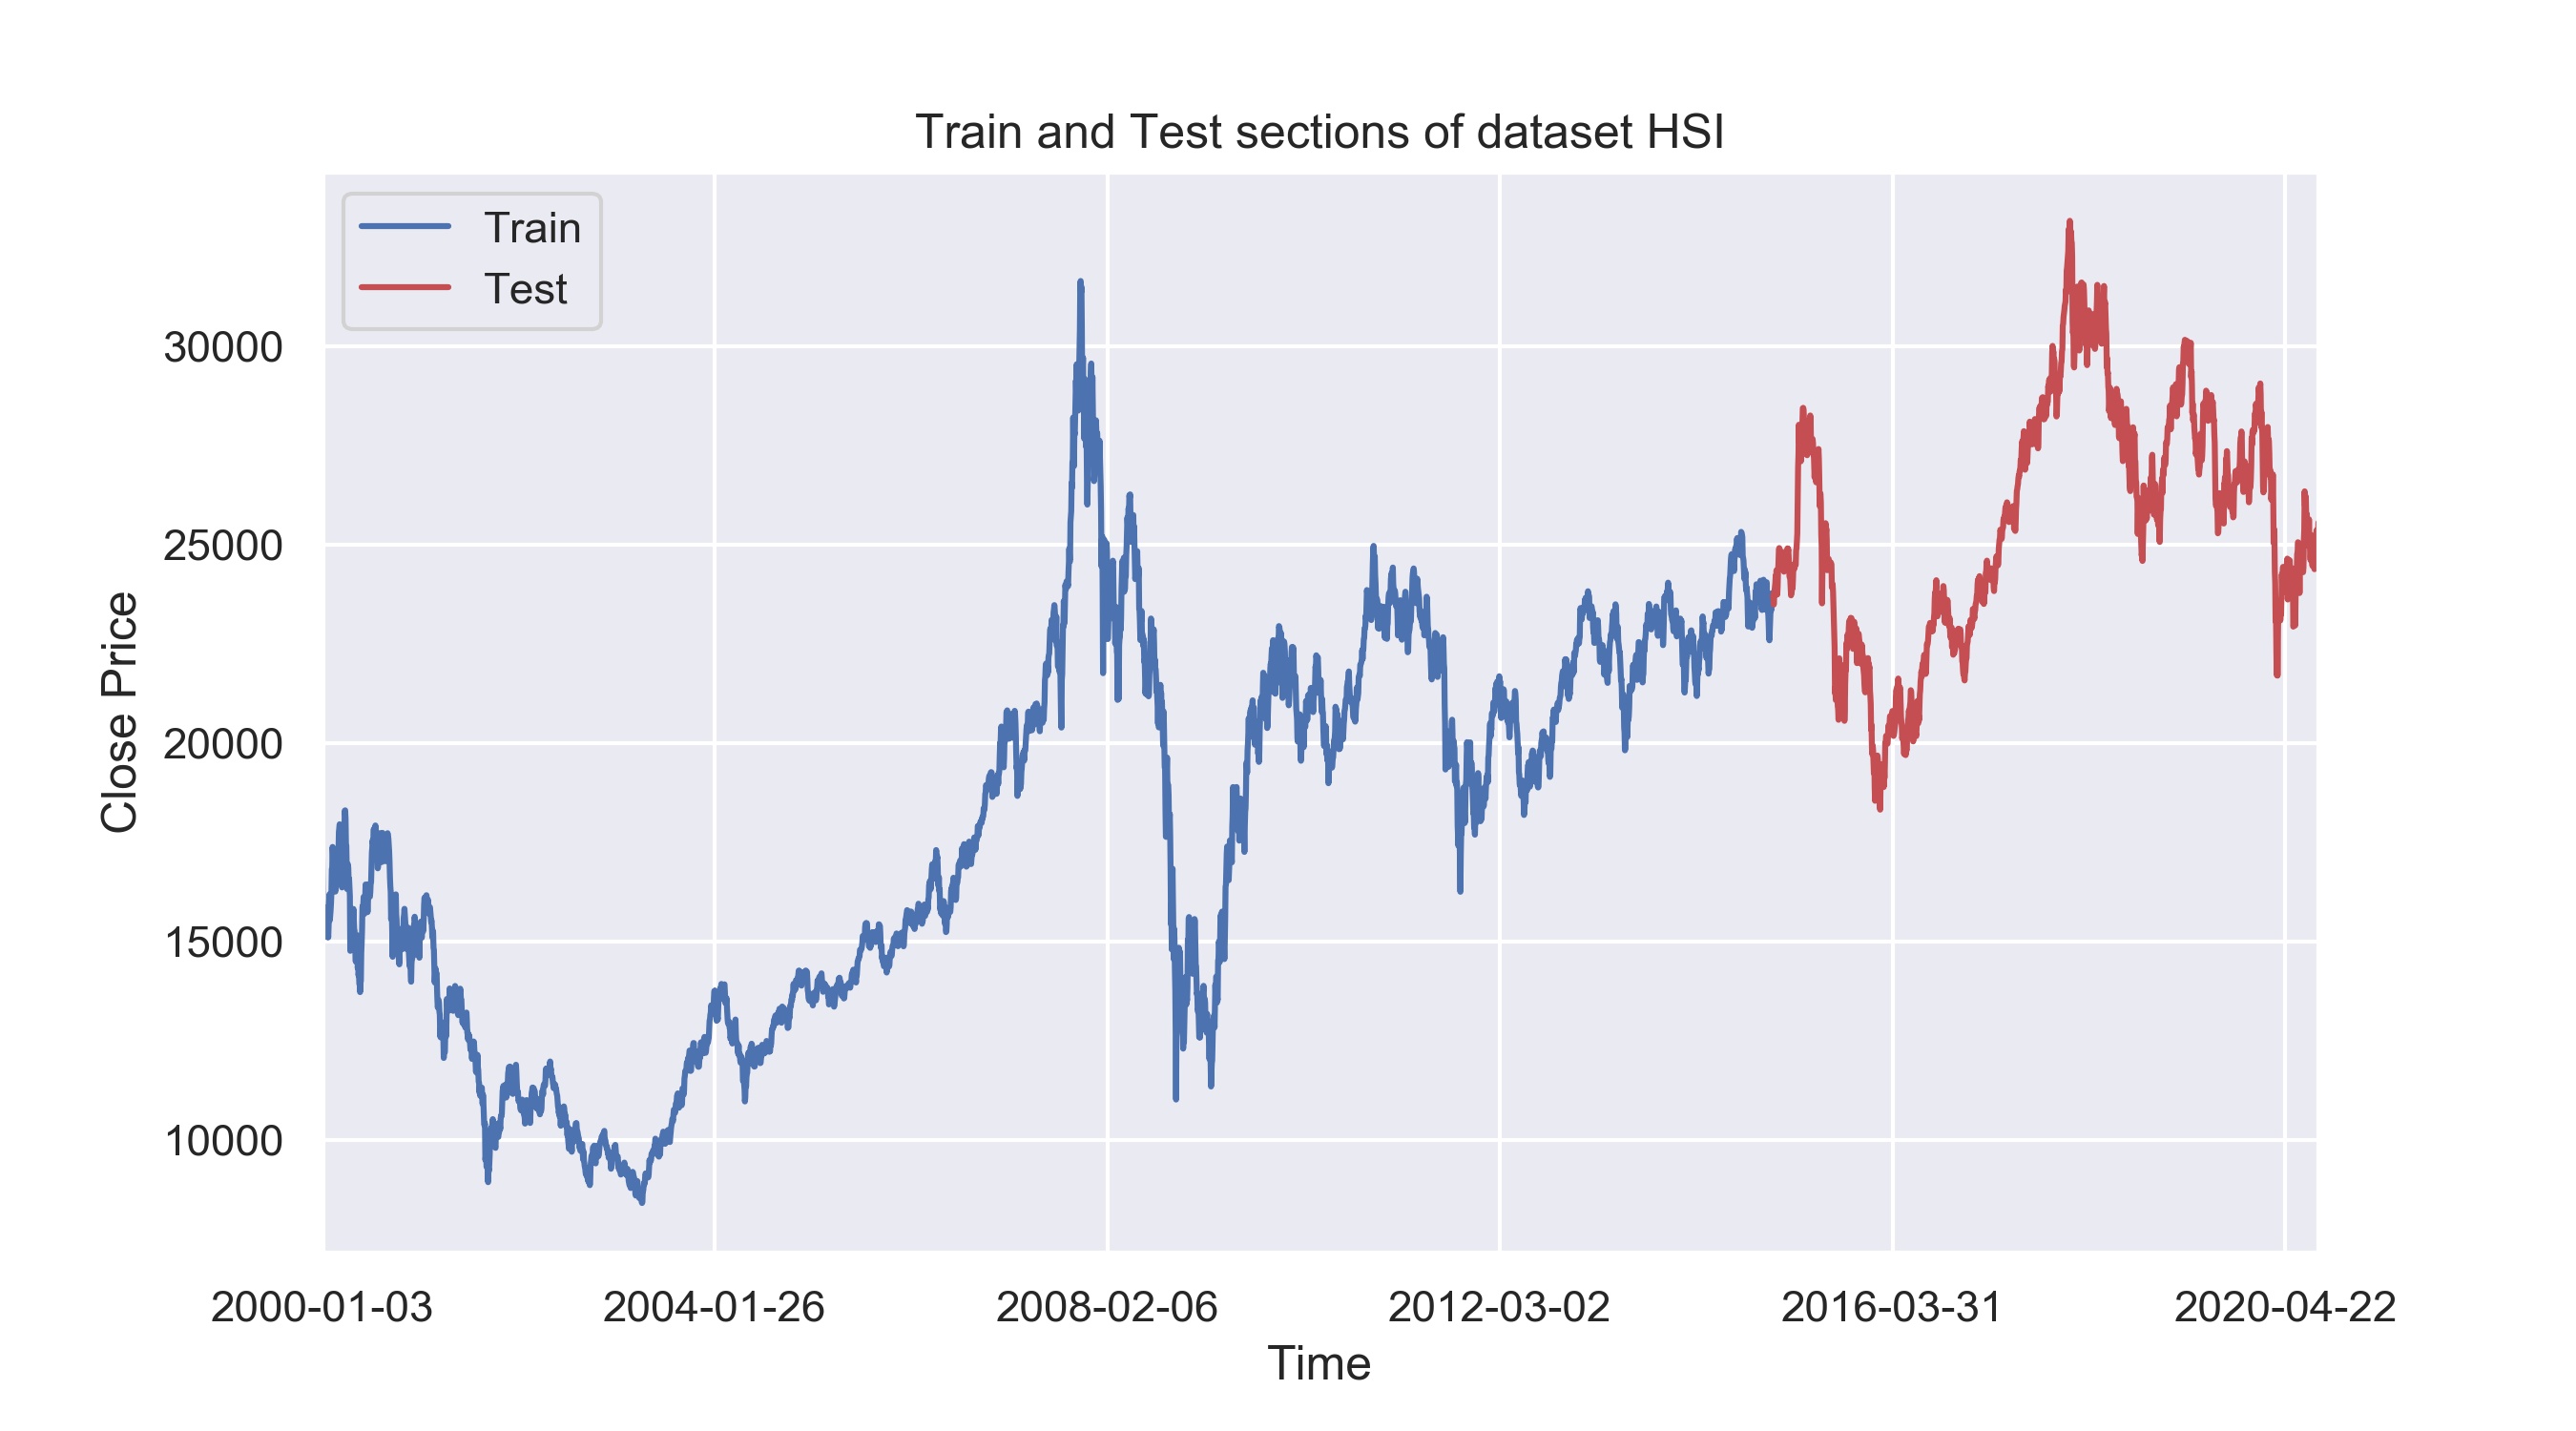 Train and Test sections of dataset HSI
Train
Test
30000
25000
20000
15000
10000
Close Price
2000-01-03 2004-01-26 2008-02-06 2012-03-02 2016-03-31 2020-04-22
Time